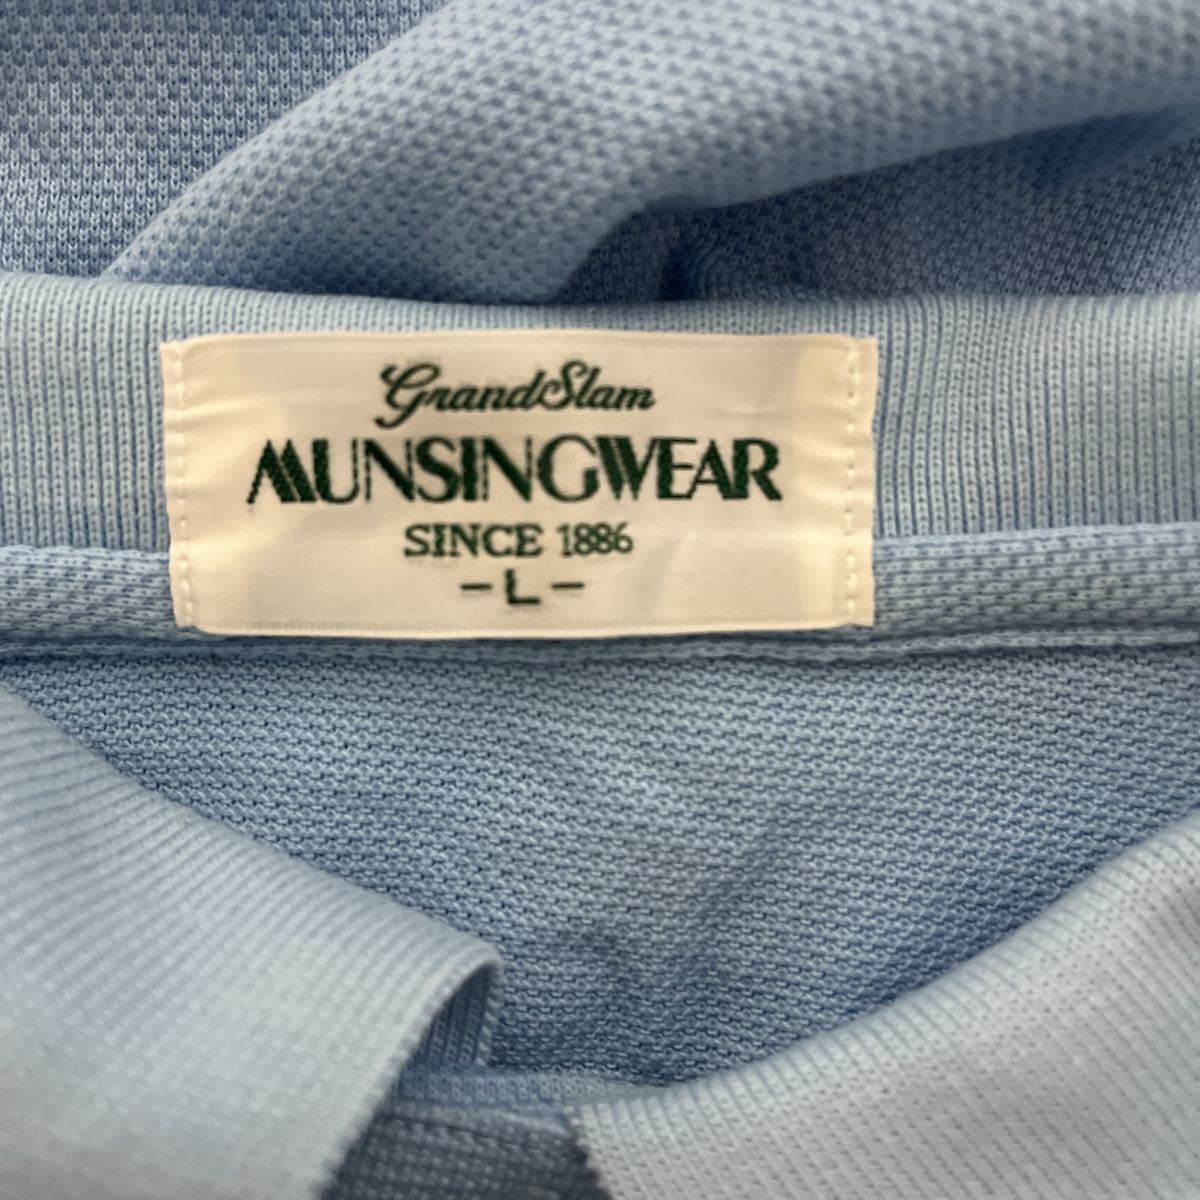 GrandSlam
MUNSINGWEAR
SINCE 1886
-L-